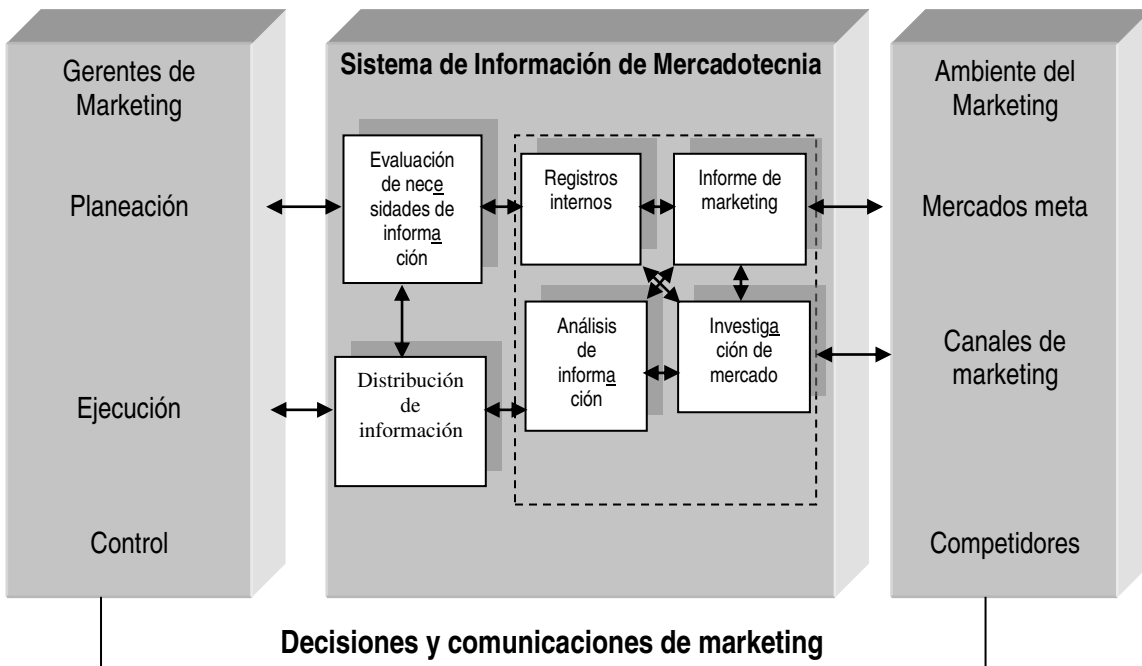 Gerentes de
Marketing
Planeación
Ejecución
Control
Sistema de Información de Mercadotecnia
Evaluación
de nece
sidades de
informa
ción
Registros
internos
Informe de
marketing
Distribución
de
información
Análisis
de
informa
ción
Investiga
ción de
mercado
Ambiente del
Marketing
Mercados meta
Canales de
marketing
Competidores
Decisiones y comunicaciones de marketing